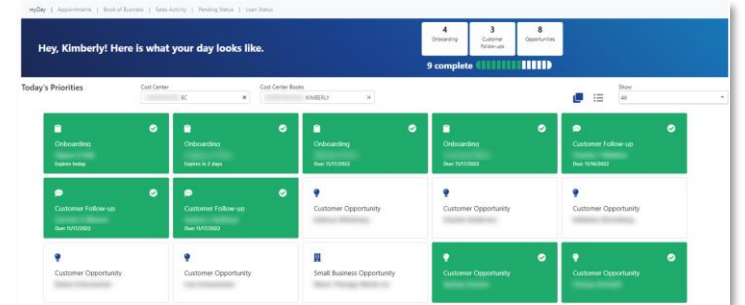 myDay | Appointments | Book of Business | Sales Activity | Pending Status | Loan Status
Hey, Kimberly! Here is what your day looks like.
4 3 8
Onboarding Customer Follow-ups Opportunities
9 complete
Today's Priorities
Cost Center Cost Center Books Show
EC × KIMBERLY × All
Onboarding Onboarding Onboarding Onboarding Customer Follow-up
Expires today Expires in 2 days Due: 11/17/2022 Due: 11/17/2022 Due: 11/16/2022
Customer Follow-up Customer Follow-up Customer Opportunity Customer Opportunity Customer Opportunity
Due: 11/17/2022 Due: 11/17/2022
Customer Opportunity Customer Opportunity Small Business Opportunity Customer Opportunity Customer Opportunity